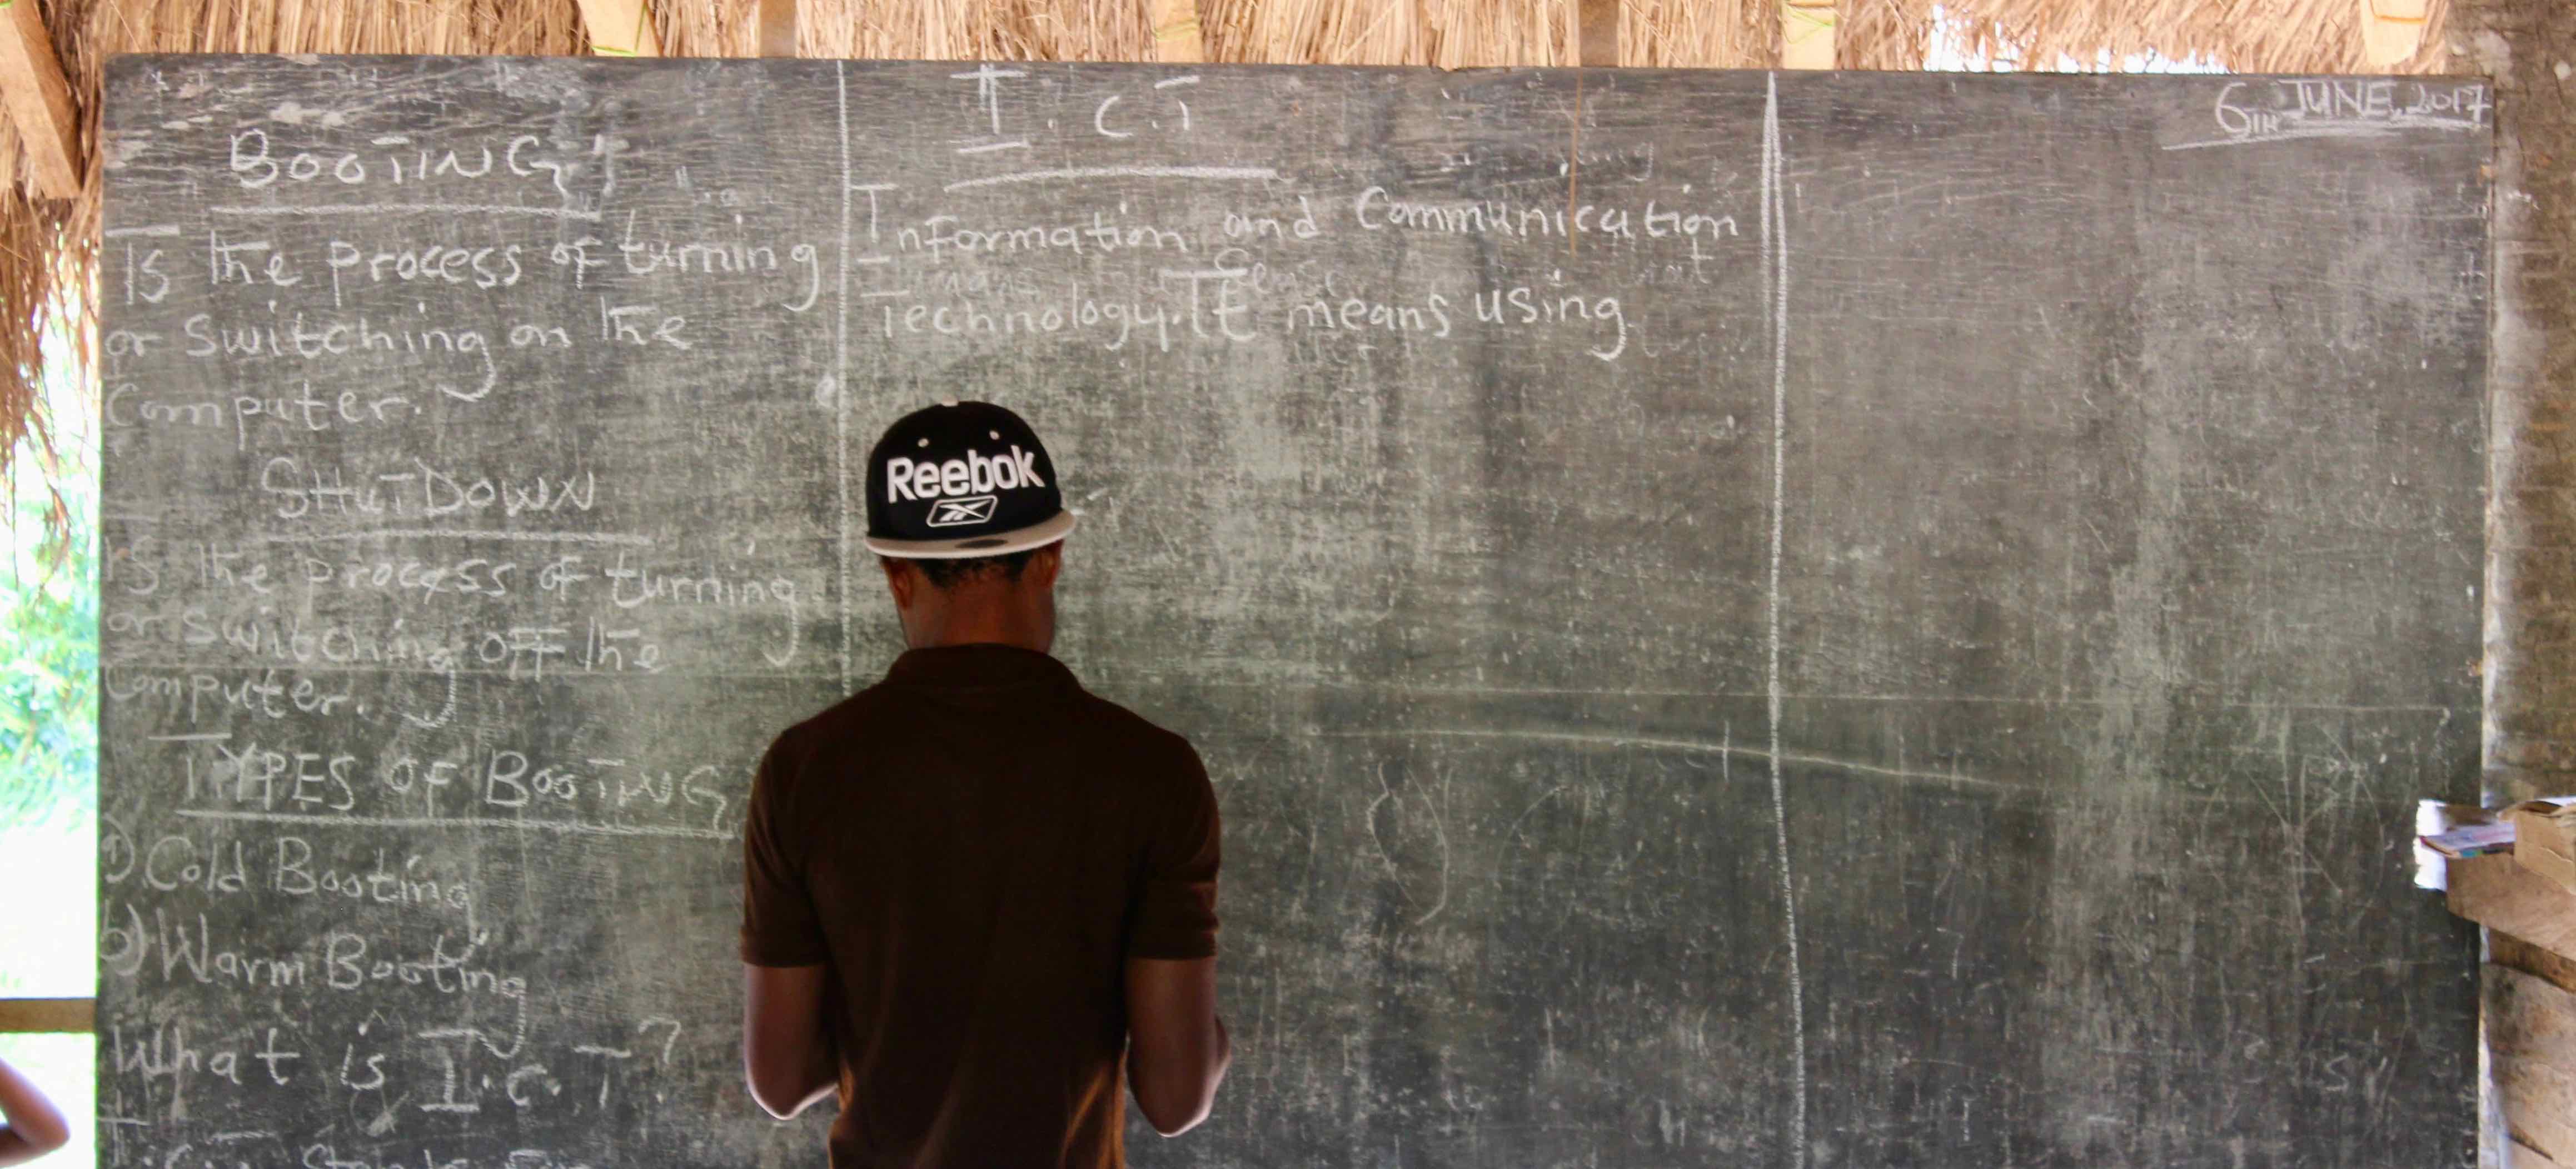 BOOTING
Is the process of turning
or switching on the
Computer.
SHUTDOWN
Is the process of turning
or switching off the
Computer.
TYPES OF BOOTING
a) Cold Booting
b) Warm Booting
What is I.C.T?
I.C.T
Information and Communication
Technology. It means using
6TH JUNE, 2017
Reebok